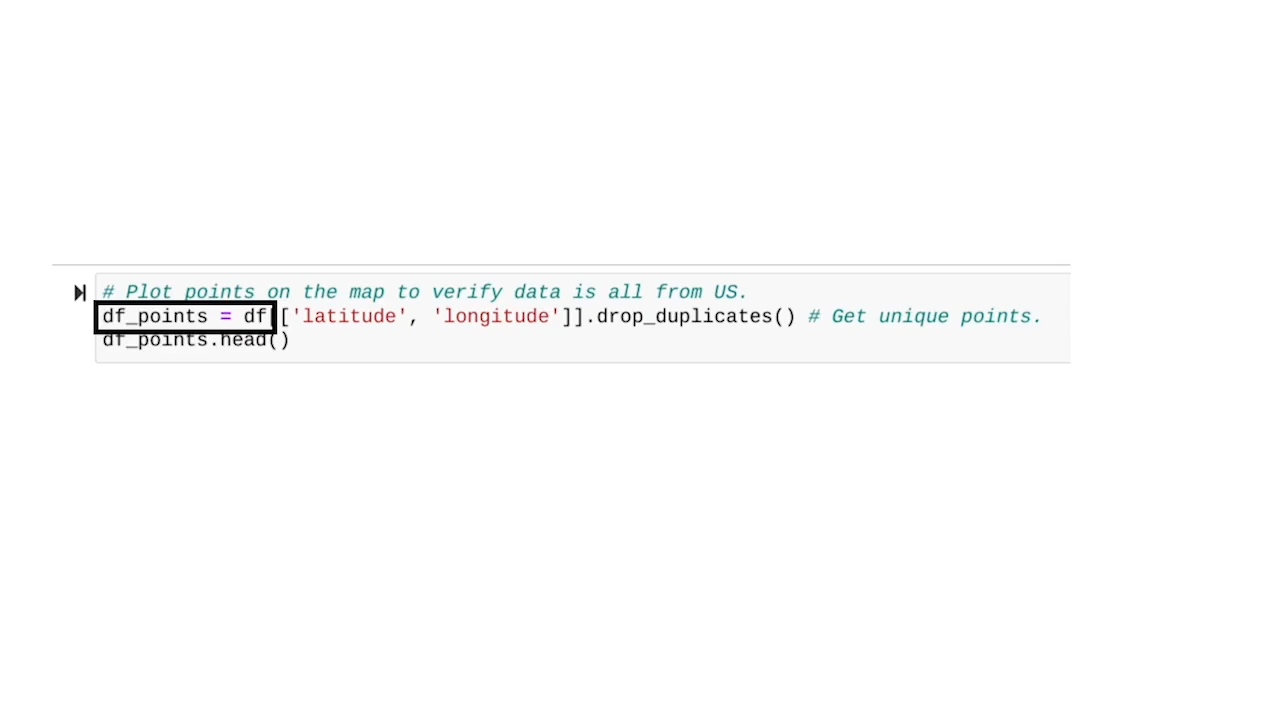 # Plot points on the map to verify data is all from US.
df_points = df[['latitude', 'longitude']].drop_duplicates() # Get unique points.
df_points.head()